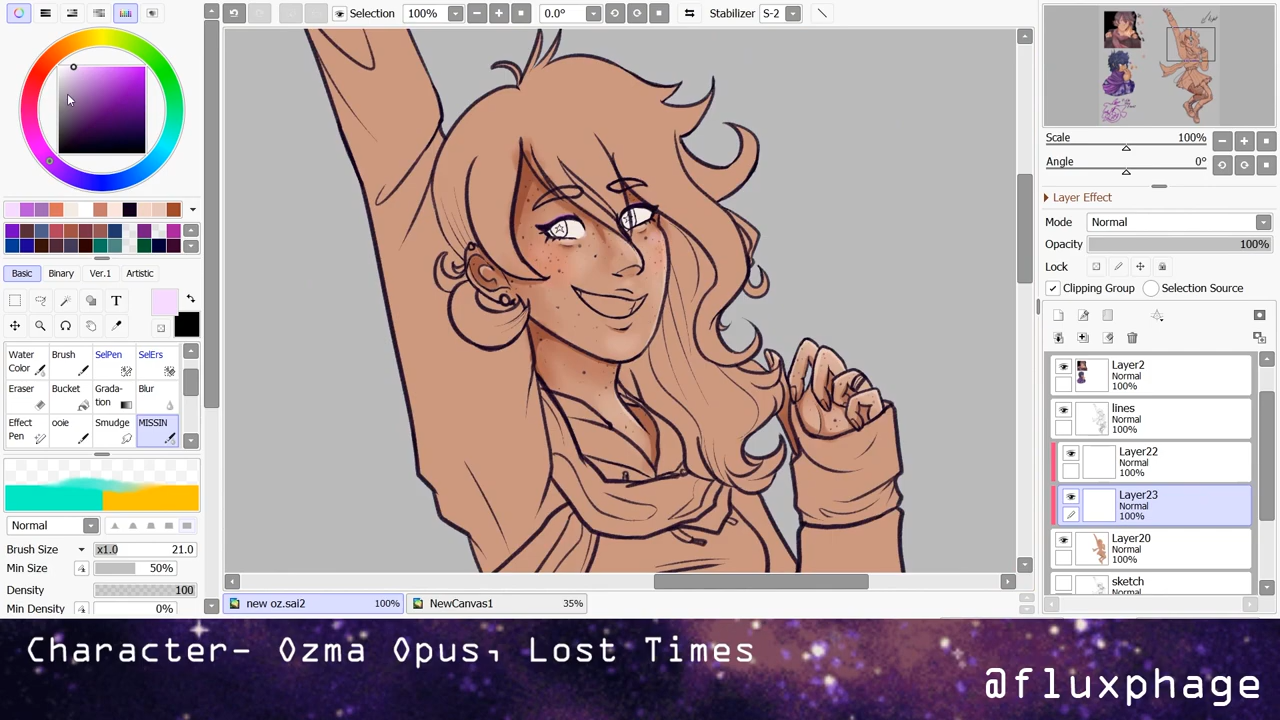 Selection
100%
0.0°
Stabilizer S-2
Scale 100%
Angle 0°
Layer Effect
Mode Normal
Opacity 100%
Lock
Clipping Group Selection Source
Layer2
Normal
100%
lines
Normal
100%
Layer22
Normal
100%
Layer23
Normal
100%
Layer20
Normal
100%
sketch
Normal
Basic Binary Ver.1 Artistic
T
Water Color Brush SelPen SelErs
Eraser Bucket Gradation Blur
Effect Pen ooie Smudge MISSIN
Normal
Brush Size x1.0 21.0
Min Size 50%
Density 100
Min Density 0%
new oz.sai2 100% NewCanvas1 35%
Character- Ozma Opus, Lost Times
@fluxphage